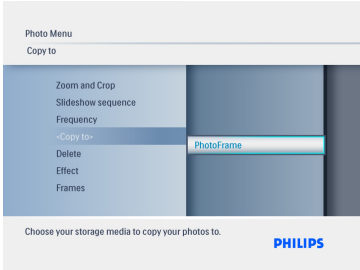 Photo Menu
Copy to
Zoom and Crop
Slideshow sequence
Frequency
<Copy to>
PhotoFrame
Delete
Effect
Frames
Choose your storage media to copy your photos to.
PHILIPS